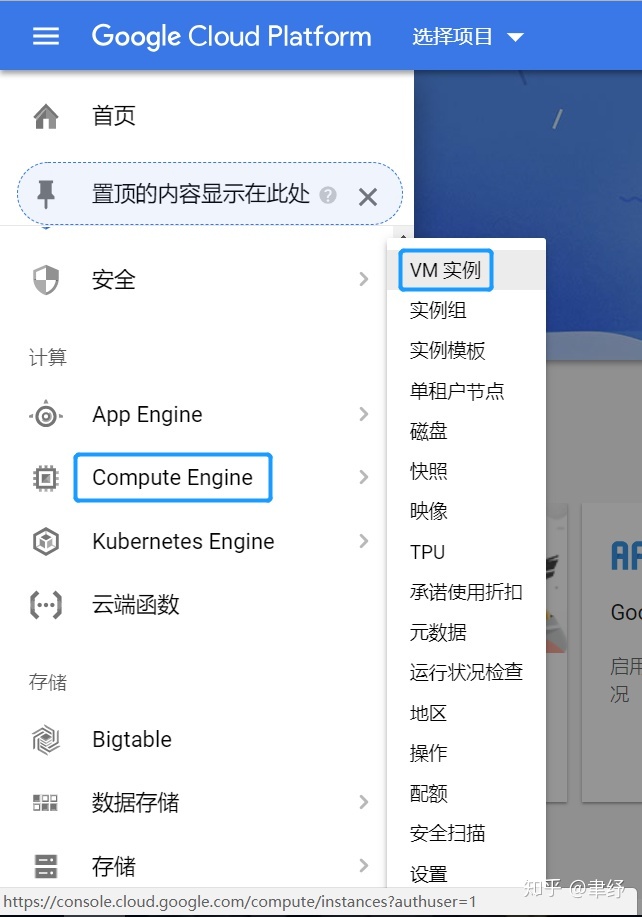 Google Cloud Platform 选择项目
首页
置顶的内容显示在此处
安全
计算
App Engine
Compute Engine
Kubernetes Engine
云端函数
存储
Bigtable
数据存储
存储
VM 实例
实例组
实例模板
单租户节点
磁盘
快照
映像
TPU
承诺使用折扣
元数据
运行状况检查
地区
操作
配额
安全扫描
设置
Goo
启用
况
知乎 @聿纾
https://console.cloud.google.com/compute/instances?authuser=1